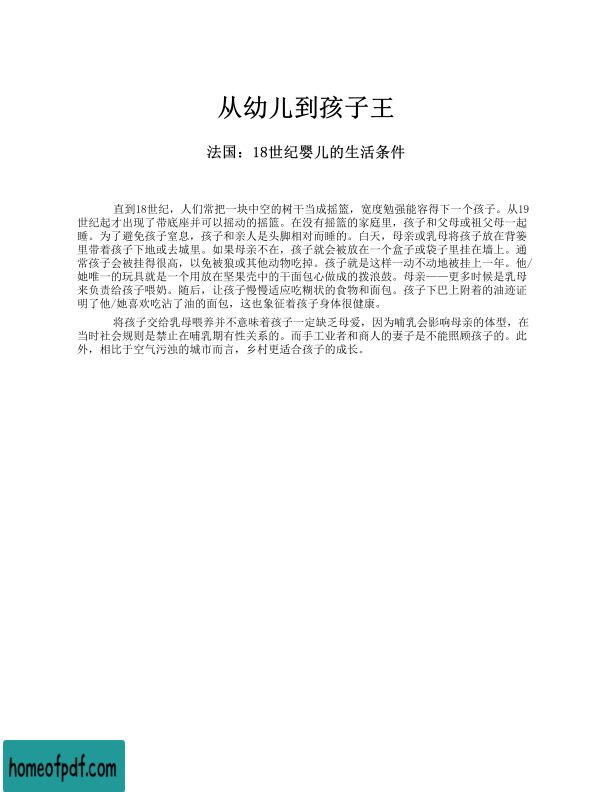 从幼儿到孩子王
法国：18世纪婴儿的生活条件
直到18世纪，人们常把一块中空的树干当成摇篮，宽度勉强能容得下一个孩子。从19
世纪起才出现了带底座并可以摇动的摇篮。在没有摇篮的家庭里，孩子和父母或祖父母一起
睡。为了避免孩子窒息，孩子和亲人是头脚相对而睡的。白天，母亲或乳母将孩子放在背篓
里带着孩子下地或去城里。如果母亲不在，孩子就会被放在一个盒子或袋子里挂在墙上。通
常孩子会被挂得很高，以免被狼或其他动物吃掉。孩子就是这样一动不动地被挂上一年。他/
她唯一的玩具就是一个用放在坚果壳中的干面包心做成的拨浪鼓。母亲——更多时候是乳母
来负责给孩子喂奶。随后，让孩子慢慢适应吃糊状的食物和面包。孩子下巴上附着的油迹证
明了他/她喜欢吃沾了油的面包，这也象征着孩子身体很健康。
将孩子交给乳母喂养并不意味着孩子一定缺乏母爱，因为哺乳会影响母亲的体型，在
当时社会规则是禁止在哺乳期有性关系的。而手工业者和商人的妻子是不能照顾孩子的。此
外，相比于空气污浊的城市而言，乡村更适合孩子的成长。
homeofpdf.com